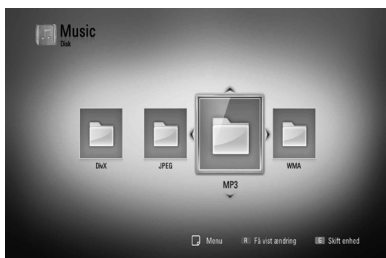 Music
Disk
DivX JPEG MP3 WMA
Menu R Få vist ændring G Skift enhed